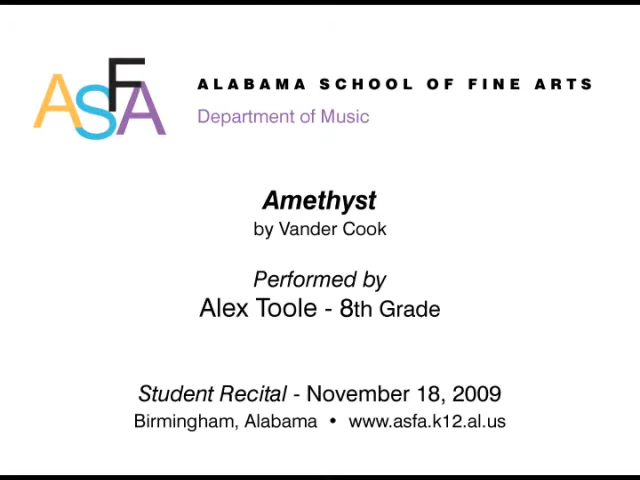 ASFA
ALABAMA SCHOOL OF FINE ARTS
Department of Music
Amethyst
by Vander Cook
Performed by
Alex Toole - 8th Grade
Student Recital - November 18, 2009
Birmingham, Alabama • www.asfa.k12.al.us